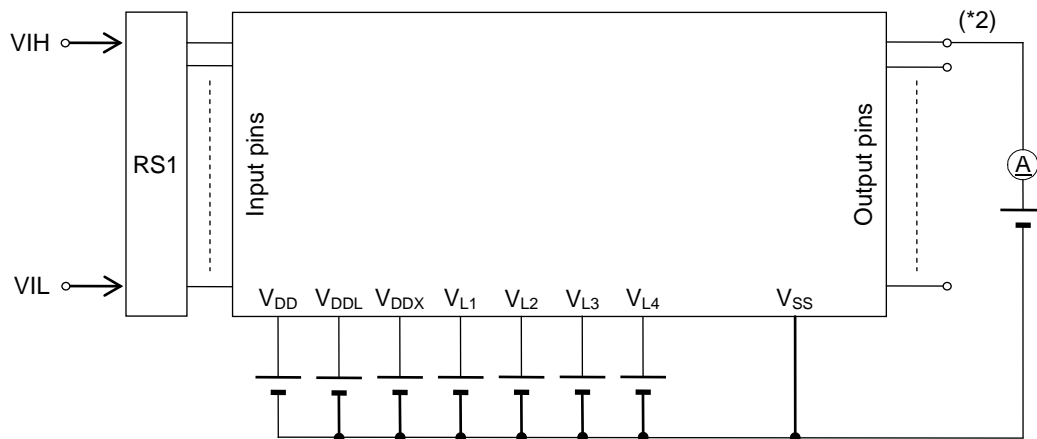 VIH
(*2)
RS1
Input pins
Output pins
A
VIL
VDD
VDDL
VDDX
VL1
VL2
VL3
VL4
VSS